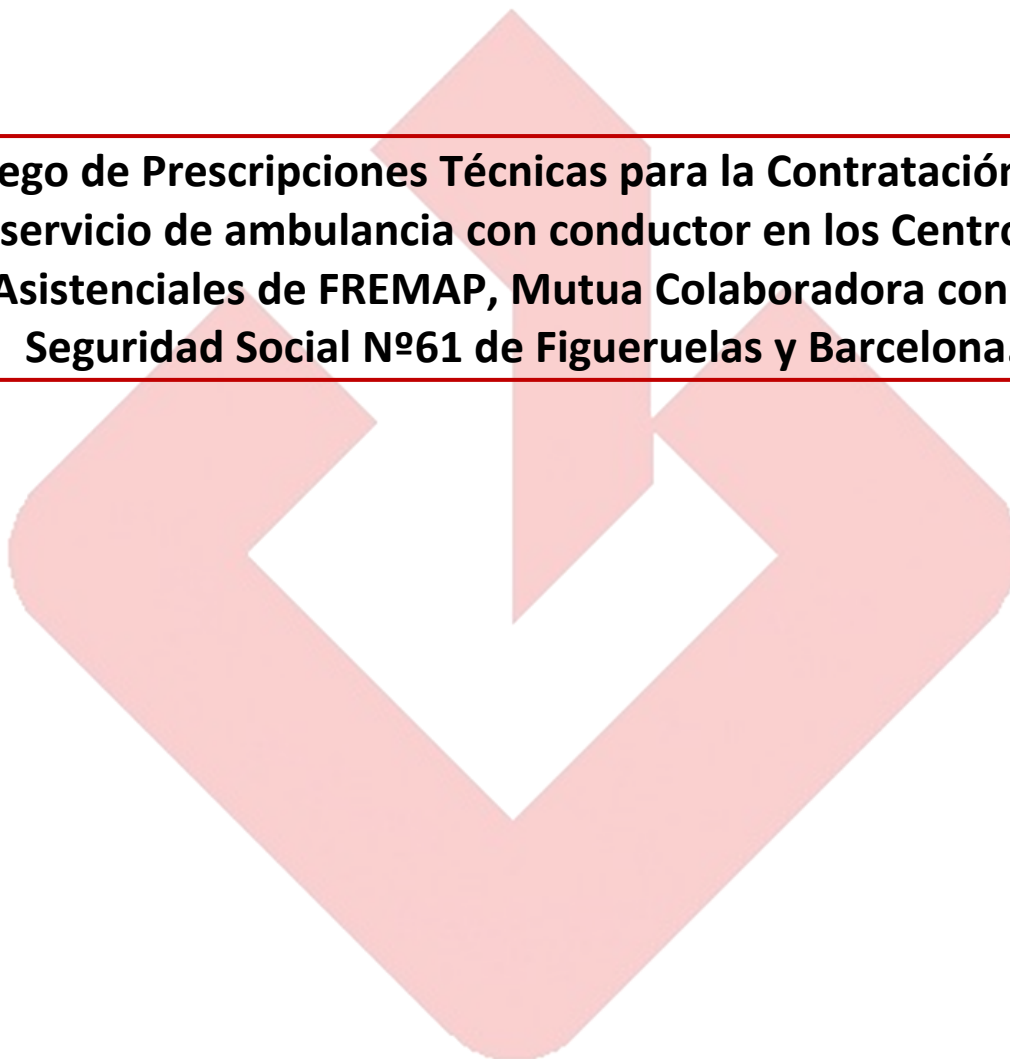 ego de Prescripciones Técnicas para la Contratación
servicio de ambulancia con conductor en los Centro
Asistenciales de FREMAP, Mutua Colaboradora con
Seguridad Social Nº61 de Figueruelas y Barcelona.